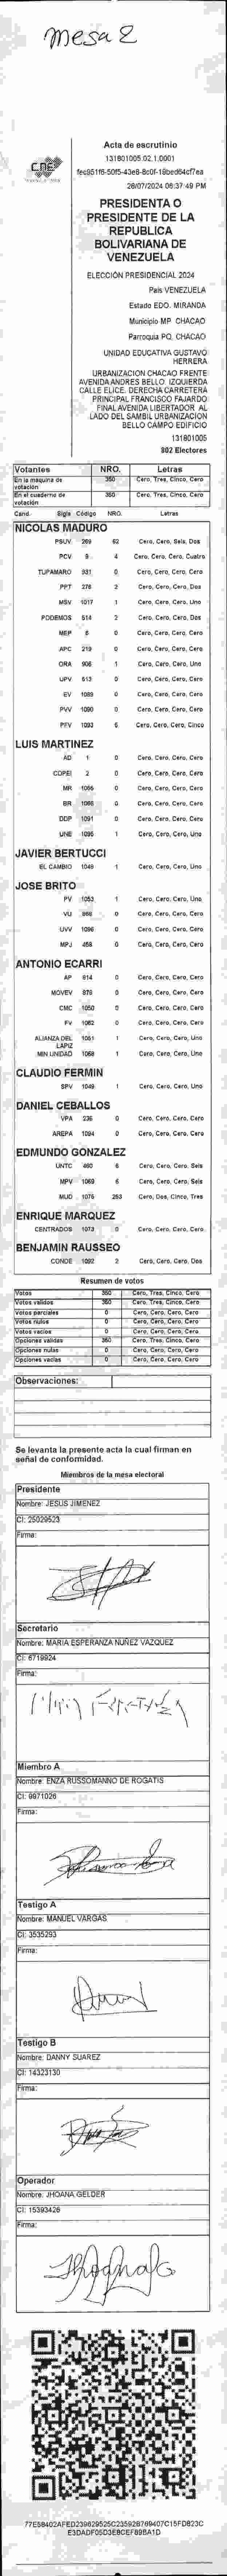 mesa 2
CNE
Acta de escrutinio
131801005.02.1.0001
28/07/2024 06:37:49 PM
PRESIDENTA O
PRESIDENTE DE LA
REPUBLICA
BOLIVARIANA DE
VENEZUELA
ELECCIÓN PRESIDENCIAL 2024
País VENEZUELA
Estado EDO. MIRANDA
Municipio MP. CHACAO
Parroquia PQ. CHACAO
UNIDAD EDUCATIVA GUSTAVO
HERRERA
URBANIZACIÓN CHACAO FRENTE
AVENIDA ANDRES BELLO. IZQUIERDA
CALLE ELICE. DERECHA CARRETERA
PRINCIPAL FRANCISCO FAJARDO
FINAL AVENIDA LIBERTADOR AL
LADO DEL SAMBIL URBANIZACIÓN
BELLO CAMPO EDIFICIO
131801005
802 Electores
Votantes NRO. Letras
En la maquina de votación 350 Cero, Tres, Cinco, Cero
En el cuaderno de votación 350 Cero, Tres, Cinco, Cero
Cand. Sigla Código NRO. Letras
NICOLAS MADURO
PSUV 269 62 Cero, Cero, Seis, Dos
PCV 9 4 Cero, Cero, Cero, Cuatro
TUPAMARO 331 0 Cero, Cero, Cero, Cero
PPT 276 2 Cero, Cero, Cero, Dos
MSV 1017 1 Cero, Cero, Cero, Uno
PODEMOS 514 2 Cero, Cero, Cero, Dos
MEP 6 0 Cero, Cero, Cero, Cero
APC 219 0 Cero, Cero, Cero, Cero
ORA 906 1 Cero, Cero, Cero, Uno
UPV 513 0 Cero, Cero, Cero, Cero
EV 1089 0 Cero, Cero, Cero, Cero
PVV 1090 0 Cero, Cero, Cero, Cero
PFV 1093 5 Cero, Cero, Cero, Cinco
LUIS MARTINEZ
AD 1 0 Cero, Cero, Cero, Cero
COPEI 2 0 Cero, Cero, Cero, Cero
MR 1066 0 Cero, Cero, Cero, Cero
BR 1068 0 Cero, Cero, Cero, Cero
DDP 1091 0 Cero, Cero, Cero, Cero
UNE 1095 1 Cero, Cero, Cero, Uno
JAVIER BERTUCCI
EL CAMBIO 1049 1 Cero, Cero, Cero, Uno
JOSE BRITO
PV 1053 1 Cero, Cero, Cero, Uno
VU 868 0 Cero, Cero, Cero, Cero
UVV 1096 0 Cero, Cero, Cero, Cero
MPJ 458 0 Cero, Cero, Cero, Cero
ANTONIO ECARRI
AP 814 0 Cero, Cero, Cero, Cero
MOVEV 878 0 Cero, Cero, Cero, Cero
CMC 1050 0 Cero, Cero, Cero, Cero
FV 1062 0 Cero, Cero, Cero, Cero
ALIANZA DEL LAPIZ 1051 1 Cero, Cero, Cero, Uno
MIN UNIDAD 1068 1 Cero, Cero, Cero, Uno
CLAUDIO FERMIN
SPV 1048 1 Cero, Cero, Cero, Uno
DANIEL CEBALLOS
VPA 236 0 Cero, Cero, Cero, Cero
AREPA 1094 0 Cero, Cero, Cero, Cero
EDMUNDO GONZALEZ
UNTC 460 6 Cero, Cero, Cero, Seis
MPV 1069 6 Cero, Cero, Cero, Seis
MUD 1076 253 Cero, Dos, Cinco, Tres
ENRIQUE MARQUEZ
CENTRADOS 1073 0 Cero, Cero, Cero, Cero
BENJAMIN RAUSSEO
CONDE 1092 2 Cero, Cero, Cero, Dos
Resumen de votos
Votos 350 Cero, Tres, Cinco, Cero
Votos validos 350 Cero, Tres, Cinco, Cero
Votos parciales 0 Cero, Cero, Cero, Cero
Votos nulos 0 Cero, Cero, Cero, Cero
Votos vacios 0 Cero, Cero, Cero, Cero
Opciones validas 350 Cero, Tres, Cinco, Cero
Opciones nulas 0 Cero, Cero, Cero, Cero
Opciones vacias 0 Cero, Cero, Cero, Cero
Observaciones:
Se levanta la presente acta la cual firman en
señal de conformidad.
Miembros de la mesa electoral
Presidente
Nombre: JESUS JIMENEZ
CI: 25029523
Firma:
Secretario
Nombre: MARIA ESPERANZA NUÑEZ VAZQUEZ
CI: 6719924
Firma:
Miembro A
Nombre: ENZA RUSSOMANNO DE ROGATIS
CI: 9971026
Firma:
Testigo A
Nombre: MANUEL VARGAS
CI: 3535293
Firma:
Testigo B
Nombre: DANNY SUAREZ
CI: 14323130
Firma:
Operador
Nombre: JHOANA GELDER
CI: 15393426
Firma: